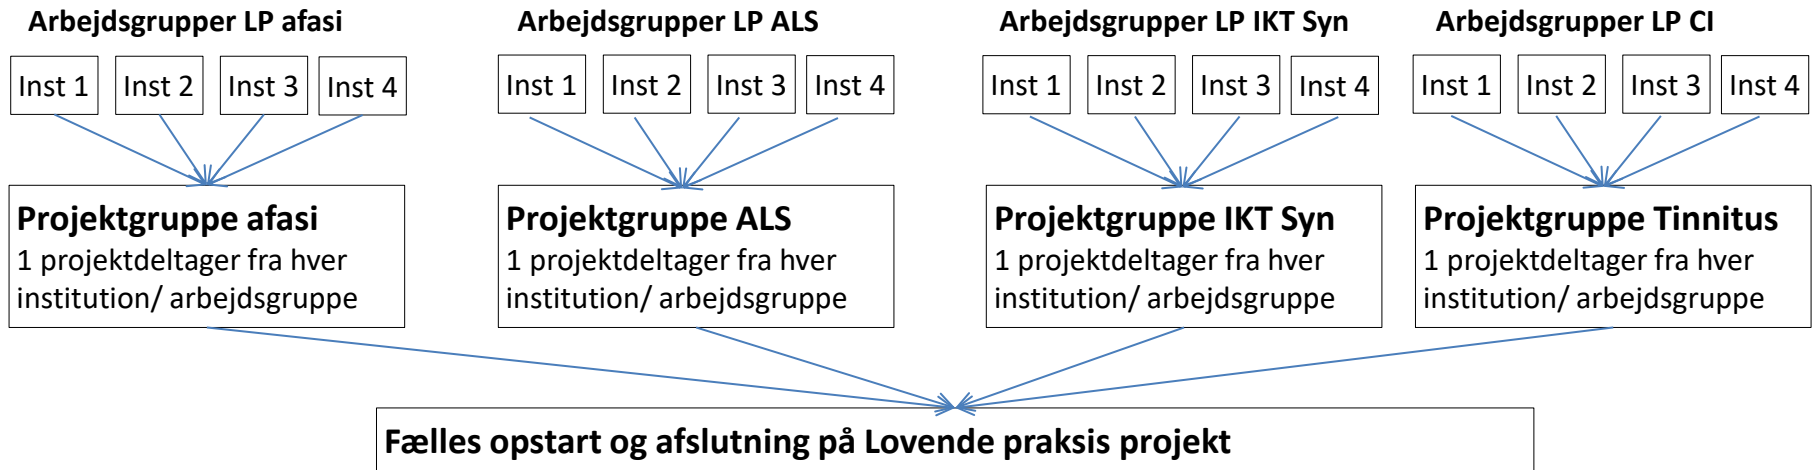 Arbejdsgrupper LP afasi
Arbejdsgrupper LP ALS
Arbejdsgrupper LP IKT Syn
Arbejdsgrupper LP CI
Inst 1
Inst 2
Inst 3
Inst 4
Inst 1
Inst 2
Inst 3
Inst 4
Inst 1
Inst 2
Inst 3
Inst 4
Inst 1
Inst 2
Inst 3
Inst 4
Projektgruppe afasi
1 projektdeltager fra hver
institution/ arbejdsgruppe
Projektgruppe ALS
1 projektdeltager fra hver
institution/ arbejdsgruppe
Projektgruppe IKT Syn
1 projektdeltager fra hver
institution/ arbejdsgruppe
Projektgruppe Tinnitus
1 projektdeltager fra hver
institution/ arbejdsgruppe
Fælles opstart og afslutning på Lovende praksis projekt